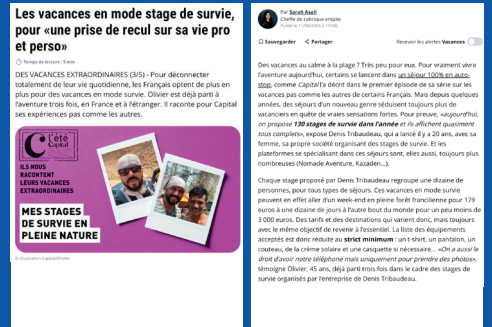 Les vacances en mode stage de survie,
pour «une prise de recul sur sa vie pro
et perso»
Temps de lecture : 5 min
DES VACANCES EXTRAORDINAIRES (3/5) - Pour déconnecter
totalement de leur vie quotidienne, les Français optent de plus en
plus pour des vacances en mode survie. Olivier est déjà parti à
l'aventure trois fois, en France et à l'étranger. Il raconte pour Capital
ses expériences pas comme les autres.
l'été
Capital
ILS NOUS
RACONTENT
LEURS VACANCES
EXTRAORDINAIRES
MES STAGES
DE SURVIE EN
PLEINE NATURE
© Illustration Capital/Olivier
Par Sarah Asali
Cheffe de rubrique emploi
Publié le 11/08/2024 à
Sauvegarder Partager Recevoir les alertes Vacances
Des vacances au calme à la plage ? Très peu pour eux. Pour vraiment vivre
l'aventure aujourd'hui, certains se lancent dans un séjour 100% en auto-
stop, comme Capital l'a décrit dans le premier épisode de sa série sur les
vacances pas comme les autres de certains Français. Mais depuis quelques
années, des séjours d'un nouveau genre séduisent toujours plus de
vacanciers en quête de vraies sensations fortes. Pour preuve, «aujourd'hui,
on propose 130 stages de survie dans l'année et ils affichent quasiment
tous complets», expose Denis Tribaudeau, qui a lancé il y a 20 ans, avec sa
femme, sa propre société organisant des stages de survie. Et les
plateformes se spécialisant dans ces séjours sont, elles aussi, toujours plus
nombreuses (Nomade Aventure, Kazaden...).
Chaque stage proposé par Denis Tribaudeau regroupe une dizaine de
personnes, pour tous types de séjours. Ces vacances en mode survie
peuvent en effet aller d'un week-end en pleine forêt francilienne pour 179
euros à une dizaine de jours à l'autre bout du monde pour un peu moins de
3 000 euros. Des tarifs et des destinations qui varient donc, mais toujours
avec le même objectif de revenir à l'essentiel. La liste des équipements
acceptés est donc réduite au strict minimum : un t-shirt, un pantalon, un
couteau, de la crème solaire et une casquette si nécessaire... «On a aussi le
droit d'avoir notre téléphone mais uniquement pour prendre des photos»,
témoigne Olivier, 45 ans, déjà parti trois fois dans le cadre des stages de
survie organisés par l'entreprise de Denis Tribaudeau.